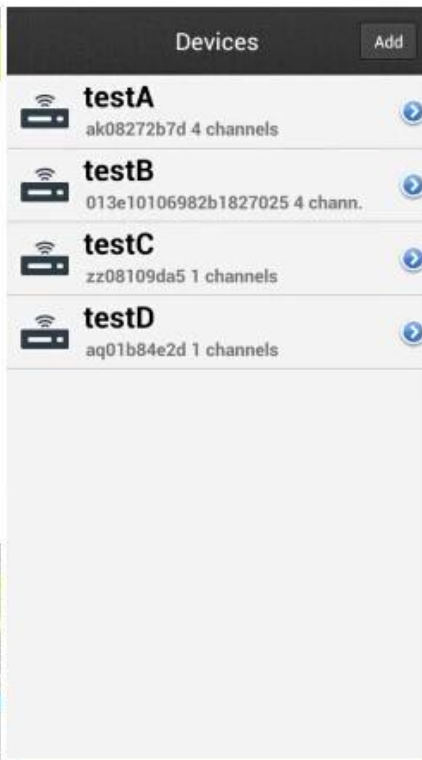 Devices
Add
testA
ak08272b7d 4 channels
testB
013e10106982b1827025 4 chann.
testC
zz08109da5 1 channels
testD
aq01b84e2d 1 channels